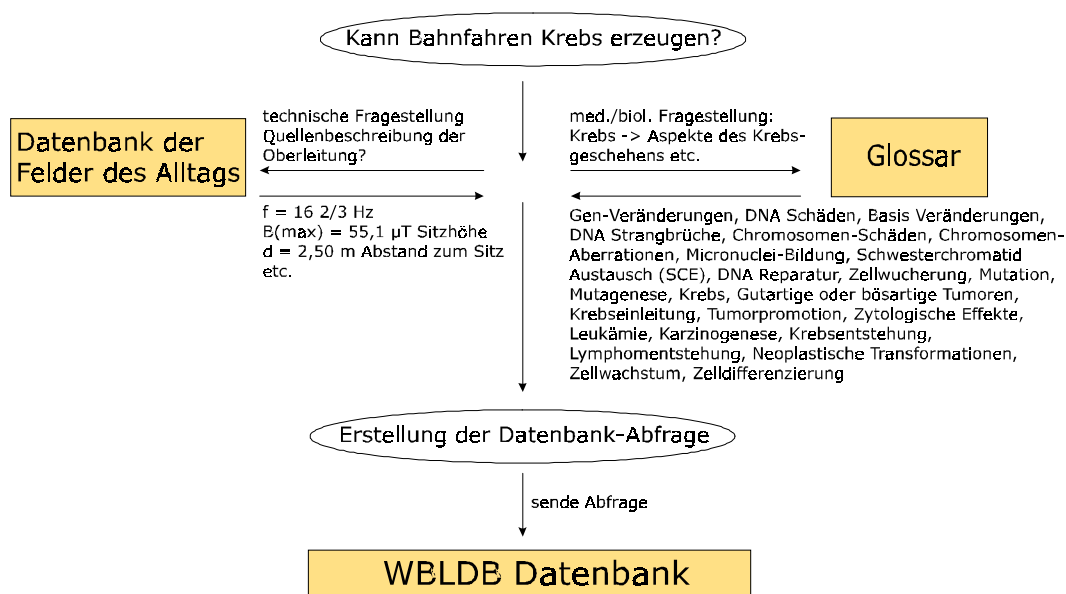 Kann Bahnfahren Krebs erzeugen?
technische Fragestellung
Quellenbeschreibung der
Oberleitung?
med./biol. Fragestellung:
Krebs -> Aspekte des Krebs-
geschehens etc.
Datenbank der
Felder des Alltags
Glossar
f = 16 2/3 Hz
B(max) = 55,1 µT Sitzhöhe
d = 2,50 m Abstand zum Sitz
etc.
Gen-Veränderungen, DNA Schäden, Basis Veränderungen,
DNA Strangbrüche, Chromosomen-Schäden, Chromosomen-
Aberrationen, Micronuclei-Bildung, Schwesterchromatid
Austausch (SCE), DNA Reparatur, Zellwucherung, Mutation,
Mutagenese, Krebs, Gutartige oder bösartige Tumoren,
Krebseinleitung, Tumorpromotion, Zytologische Effekte,
Leukämie, Karzinogenese, Krebsentstehung,
Lymphomentstehung, Neoplastische Transformationen,
Zellwachstum, Zelldifferenzierung
Erstellung der Datenbank-Abfrage
sende Abfrage
WBLDB Datenbank